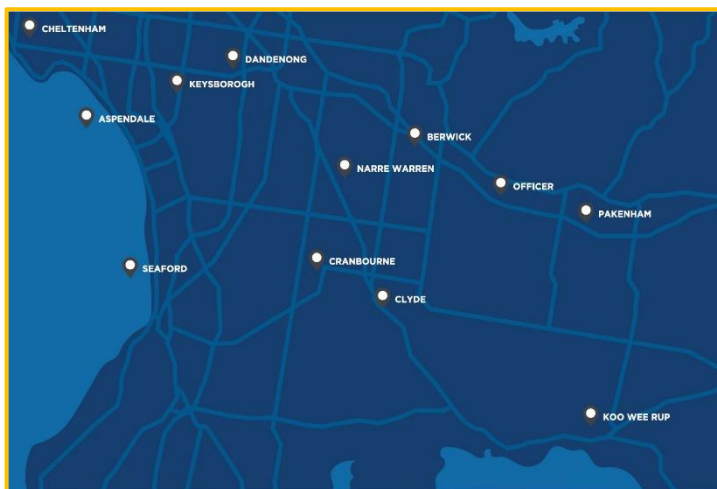 CHELTENHAM
DANDENONG
KEYSBOROGH
ASPENDALE
BERWICK
NARRE WARREN
OFFICER
PAKENHAM
CRANBOURNE
SEAFORD
CLYDE
KOO WEE RUP